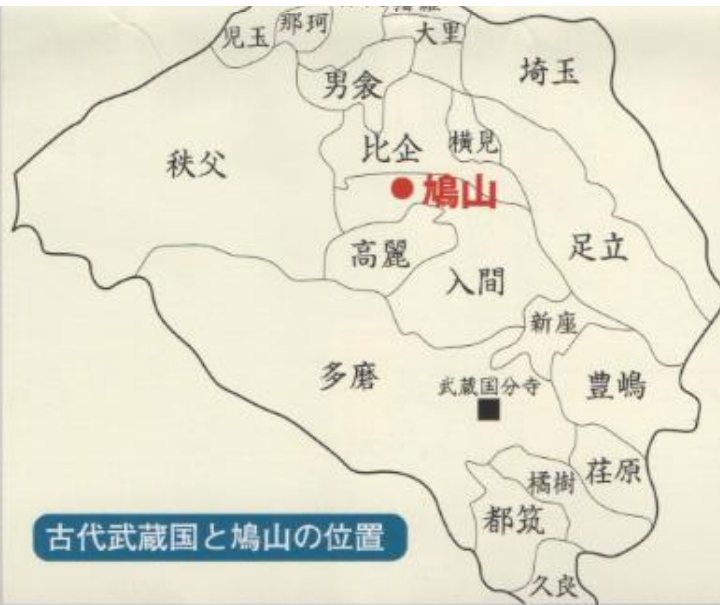 児玉
那珂
大里
男衾
埼玉
秩父
比企
横見
鳩山
高麗
入間
足立
新座
多磨
武蔵国分寺
豊嶋
荏原
橘樹
都筑
久良
古代武蔵国と鳩山の位置